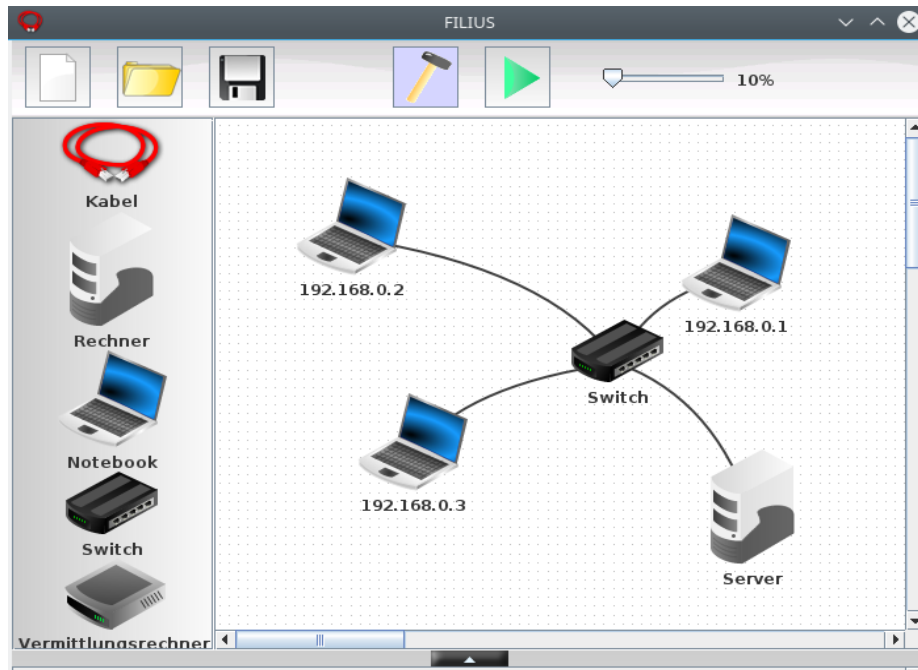 FILIUS
10%
Kabel
Rechner
Notebook
Switch
Vermittlungsrechner
192.168.0.2
192.168.0.1
Switch
192.168.0.3
Server